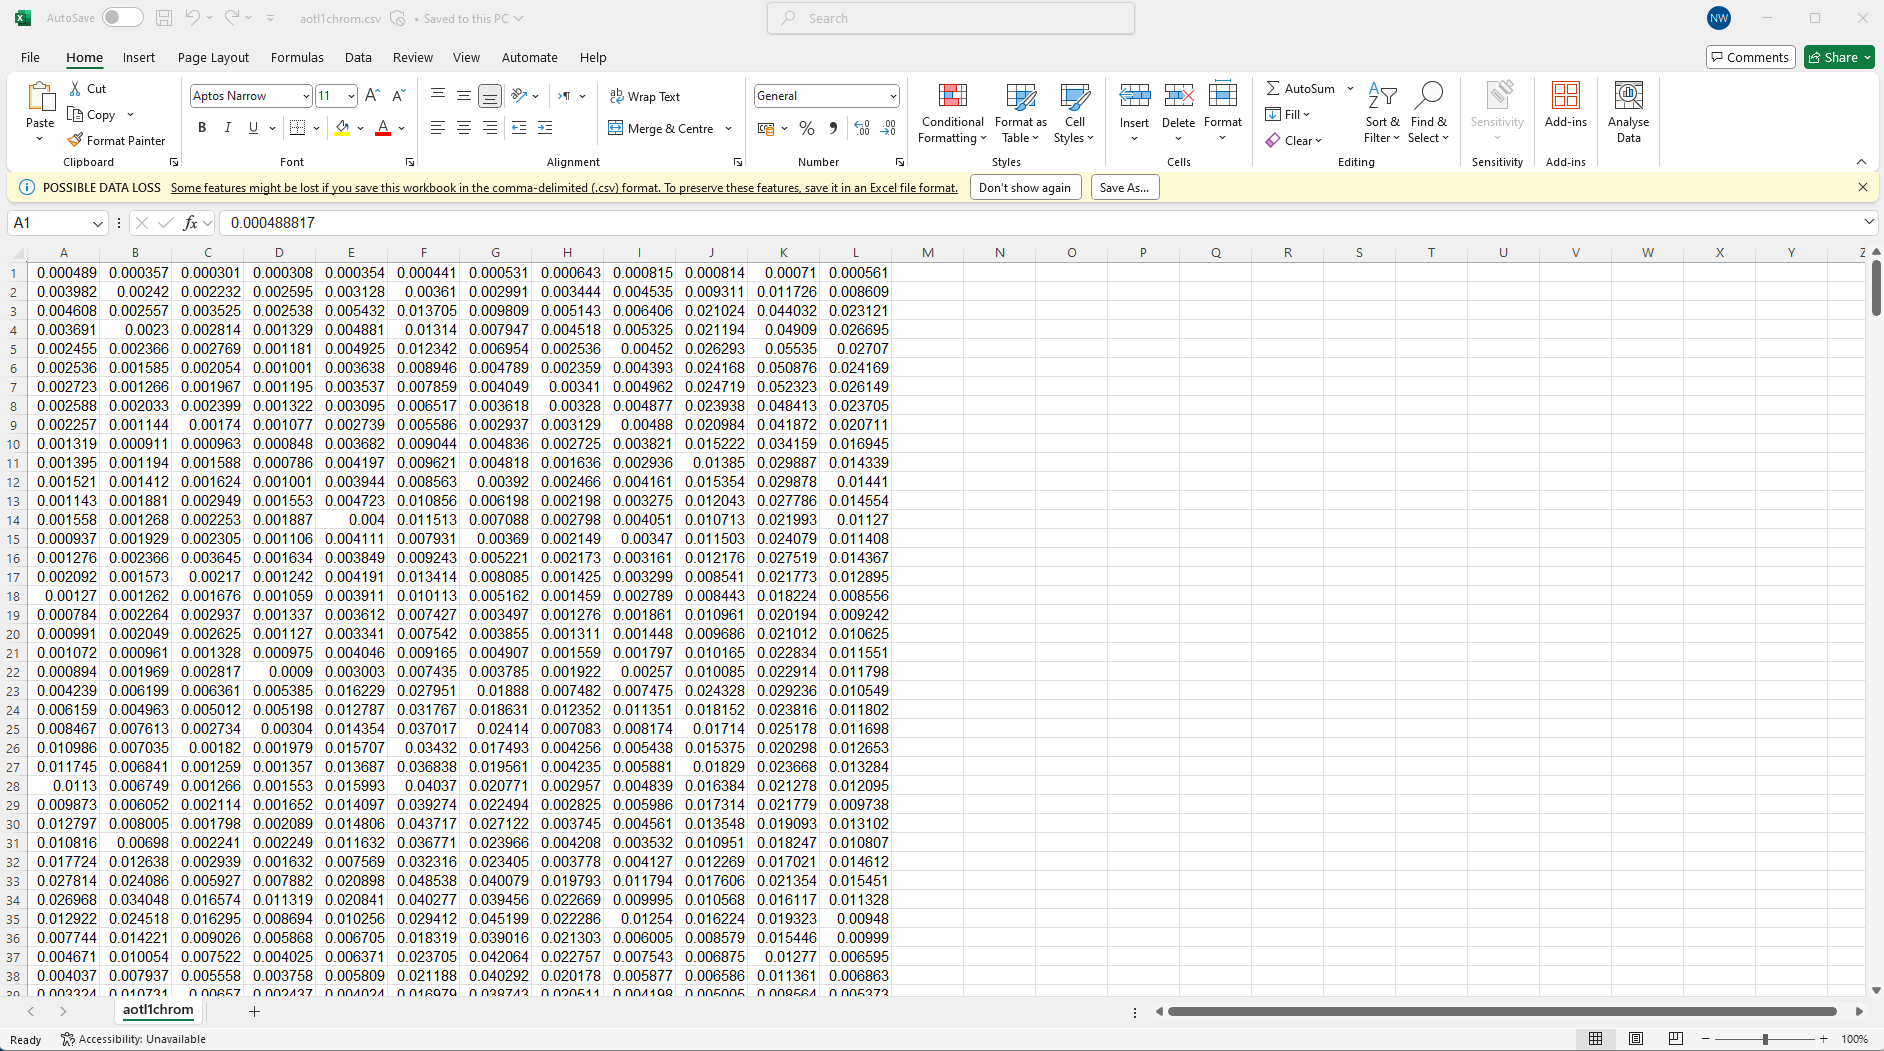 AutoSave aotl1chrom.csv • Saved to this PC Search NW
File Home Insert Page Layout Formulas Data Review View Automate Help Comments Share
Paste Cut Copy Format Painter Clipboard
Aptos Narrow 11 A A B I U A Font
ab Wrap Text Merge & Centre Alignment
General % Number
Conditional Formatting Format as Table Cell Styles Styles
Insert Delete Format Cells
AutoSum Fill Clear Sort & Filter Find & Select Editing
Sensitivity Sensitivity
Add-ins Add-ins
Analyse Data
POSSIBLE DATA LOSS Some features might be lost if you save this workbook in the comma-delimited (.csv) format. To preserve these features, save it in an Excel file format. Don't show again Save As...
A1 fx 0.000488817
A B C D E F G H I J K L M N O P Q R S T U V W X Y Z
1 0.000489 0.000357 0.000301 0.000308 0.000354 0.000441 0.000531 0.000643 0.000815 0.000814 0.00071 0.000561
2 0.003982 0.00242 0.002232 0.002595 0.003128 0.00361 0.002991 0.003444 0.004535 0.009311 0.011726 0.008609
3 0.004608 0.002557 0.003525 0.002538 0.005432 0.013705 0.009809 0.005143 0.006406 0.021024 0.044032 0.023121
4 0.003691 0.0023 0.002814 0.001329 0.004881 0.01314 0.007947 0.004518 0.005325 0.021194 0.04909 0.026695
5 0.002455 0.002366 0.002769 0.001181 0.004925 0.012342 0.006954 0.002536 0.00452 0.026293 0.05535 0.02707
6 0.002536 0.001585 0.002054 0.001001 0.003638 0.008946 0.004789 0.002359 0.004393 0.024168 0.050876 0.024169
7 0.002723 0.001266 0.001967 0.001195 0.003537 0.007859 0.004049 0.00341 0.004962 0.024719 0.052323 0.026149
8 0.002588 0.002033 0.002399 0.001322 0.003095 0.006517 0.003618 0.00328 0.004877 0.023938 0.048413 0.023705
9 0.002257 0.001144 0.00174 0.001077 0.002739 0.005586 0.002937 0.003129 0.00488 0.020984 0.041872 0.020711
10 0.001319 0.000911 0.000963 0.000848 0.003682 0.009044 0.004836 0.002725 0.003821 0.015222 0.034159 0.016945
11 0.001395 0.001194 0.001588 0.000786 0.004197 0.009621 0.004818 0.001636 0.002936 0.01385 0.029887 0.014339
12 0.001521 0.001412 0.001624 0.001001 0.003944 0.008563 0.00392 0.002466 0.004161 0.015354 0.029878 0.01441
13 0.001143 0.001881 0.002949 0.001553 0.004723 0.010856 0.006198 0.002198 0.003275 0.012043 0.027786 0.014554
14 0.001558 0.001268 0.002253 0.001887 0.004 0.011513 0.007088 0.002798 0.004051 0.010713 0.021993 0.01127
15 0.000937 0.001929 0.002305 0.001106 0.004111 0.007931 0.00369 0.002149 0.00347 0.011503 0.024079 0.011408
16 0.001276 0.002366 0.003645 0.001634 0.003849 0.009243 0.005221 0.002173 0.003161 0.012176 0.027519 0.014367
17 0.002092 0.001573 0.00217 0.001242 0.004191 0.013414 0.008085 0.001425 0.003299 0.008541 0.021773 0.012895
18 0.00127 0.001262 0.001676 0.001059 0.003911 0.010113 0.005162 0.001459 0.002789 0.008443 0.018224 0.008556
19 0.000784 0.002264 0.002937 0.001337 0.003612 0.007427 0.003497 0.001276 0.001861 0.010961 0.020194 0.009242
20 0.000991 0.002049 0.002625 0.001127 0.003341 0.007542 0.003855 0.001311 0.001448 0.009686 0.021012 0.010625
21 0.001072 0.000961 0.001328 0.000975 0.004046 0.009165 0.004907 0.001559 0.001797 0.010165 0.022834 0.011551
22 0.000894 0.001969 0.002817 0.0009 0.003003 0.007435 0.003785 0.001922 0.00257 0.010085 0.022914 0.011798
23 0.004239 0.006199 0.006361 0.005385 0.016229 0.027951 0.01888 0.007482 0.007475 0.024328 0.029236 0.010549
24 0.006159 0.004963 0.005012 0.005198 0.012787 0.031767 0.018631 0.012352 0.011351 0.018152 0.023816 0.011802
25 0.008467 0.007613 0.002734 0.00304 0.014354 0.037017 0.02414 0.007083 0.008174 0.01714 0.025178 0.011698
26 0.010986 0.007035 0.00182 0.001979 0.015707 0.03432 0.017493 0.004256 0.005438 0.015375 0.020298 0.012653
27 0.011745 0.006841 0.001259 0.001357 0.013687 0.036838 0.019561 0.004235 0.005881 0.01829 0.023668 0.013284
28 0.0113 0.006749 0.001266 0.001553 0.015993 0.04037 0.020771 0.002957 0.004839 0.016384 0.021278 0.012095
29 0.009873 0.006052 0.002114 0.001652 0.014097 0.039274 0.022494 0.002825 0.005986 0.017314 0.021779 0.009738
30 0.012797 0.008005 0.001798 0.002089 0.014806 0.043717 0.027122 0.003745 0.004561 0.013548 0.019093 0.013102
31 0.010816 0.00698 0.002241 0.002249 0.011632 0.036771 0.023966 0.004208 0.003532 0.010951 0.018247 0.010807
32 0.017724 0.012638 0.002939 0.001632 0.007569 0.032316 0.023405 0.003778 0.004127 0.012269 0.017021 0.014612
33 0.027814 0.024086 0.005927 0.007882 0.020898 0.048538 0.040079 0.019793 0.011794 0.017606 0.021354 0.015451
34 0.026968 0.034048 0.016574 0.011319 0.020841 0.040277 0.039456 0.022669 0.009995 0.010568 0.016117 0.011328
35 0.012922 0.024518 0.016295 0.008694 0.010256 0.029412 0.045199 0.022286 0.01254 0.016224 0.019323 0.00948
36 0.007744 0.014221 0.009026 0.005868 0.006705 0.018319 0.039016 0.021303 0.006005 0.008579 0.015446 0.00999
37 0.004671 0.010054 0.007522 0.004025 0.006371 0.023705 0.042064 0.022757 0.007543 0.006875 0.01277 0.006595
38 0.004037 0.007937 0.005558 0.003758 0.005809 0.021188 0.040292 0.020178 0.005877 0.006586 0.011361 0.006863
39 0.003324 0.010731 0.00657 0.002437 0.004024 0.016979 0.038743 0.020511 0.004198 0.005005 0.008564 0.005373
aotl1chrom
Ready Accessibility: Unavailable 100%